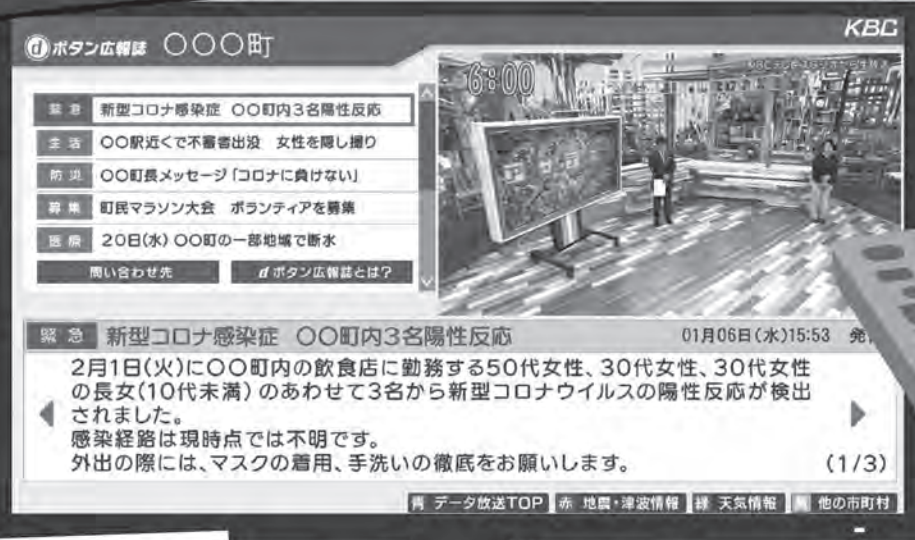 dボタン広報誌 〇〇〇町
KBC
緊急 新型コロナ感染症 〇〇町内3名陽性反応
生活 〇〇駅近くで不審者出没 女性を隠し撮り
防災 〇〇町長メッセージ「コロナに負けない」
募集 町民マラソン大会 ボランティアを募集
医療 20日(水)〇〇町の一部地域で断水
問い合わせ先
dボタン広報誌とは?
6:00
緊急 新型コロナ感染症 〇〇町内3名陽性反応
01月06日(水)15:53 発
2月1日(火)に〇〇町内の飲食店に勤務する50代女性、30代女性、30代女性
の長女(10代未満)のあわせて3名から新型コロナウイルスの陽性反応が検出
されました。
感染経路は現時点では不明です。
外出の際には、マスクの着用、手洗いの徹底をお願いします。
(1/3)
青 データ放送TOP 赤 地震・津波情報 緑 天気情報 他の市町村